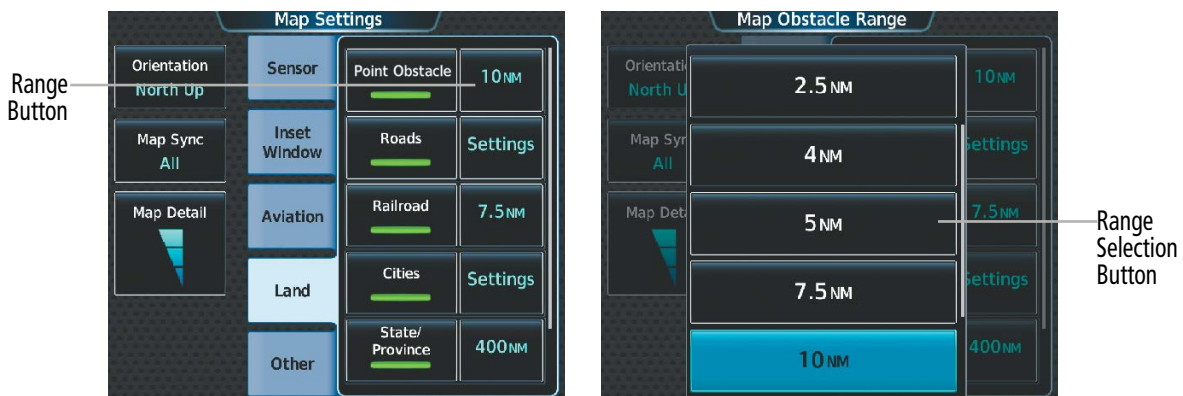 Map Settings
Range
Button
Orientation
North Up
Map Sync
All
Map Detail
Sensor
Inset
Window
Aviation
Land
Other
Point Obstacle
10NM
Roads
Settings
Railroad
7.5NM
Cities
Settings
State/
Province
400NM
Map Obstacle Range
Orientati
North U
Map Syn
All
Map Deta
2.5NM
4NM
5NM
7.5NM
10NM
10NM
Settings
7.5NM
Settings
400NM
Range
Selection
Button